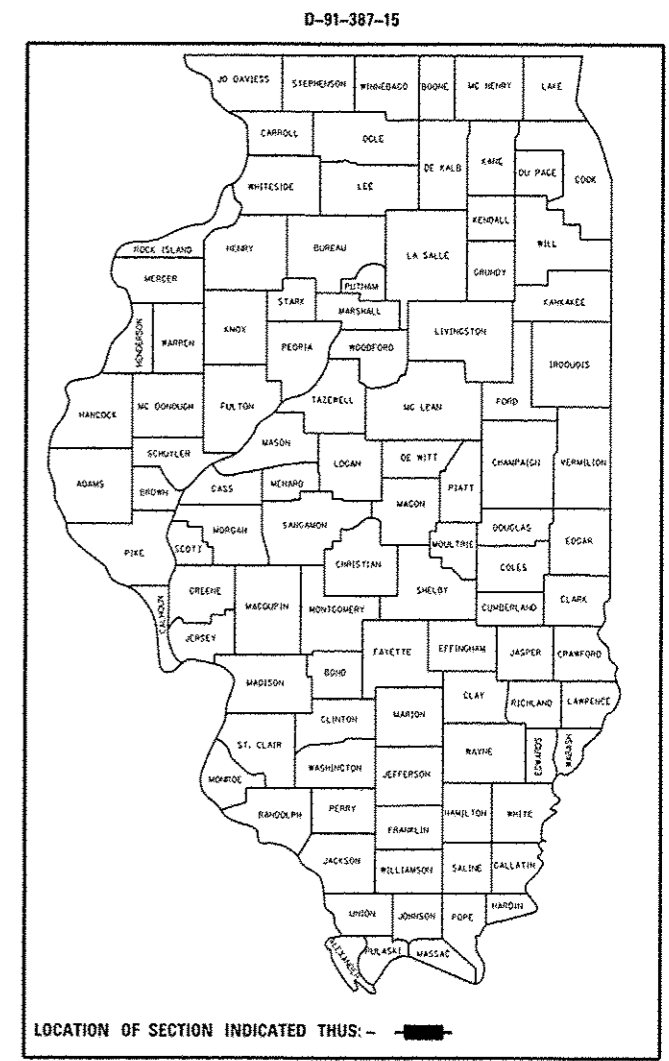 D-91-387-15
JO DAVIESS STEPHENSON WINNEBAGO BOONE MC HENRY LAKE
CARROLL OGLE
DE KALB KANE DU PAGE COOK
WHITESIDE LEE
KENDALL
WILL
ROCK ISLAND HENRY BUREAU LA SALLE
GRUNDY
MERCER PUTNAM
STARK MARSHALL KANKAKEE
HENDERSON WARREN KNOX PEORIA WOODFORD LIVINGSTON
IROQUOIS
HANCOCK MC DONOUGH FULTON TAZEWELL MC LEAN FORD
MASON
SCHUYLER LOGAN DE WITT CHAMPAIGN VERMILION
ADAMS BROWN CASS MENARD PIATT
MACON
MORGAN SANGAMON DOUGLAS
PIKE SCOTT MOULTRIE EDGAR
CHRISTIAN COLES
GREENE SHELBY
CALHOUN MACOUPIN MONTGOMERY CUMBERLAND CLARK
JERSEY
FAYETTE EFFINGHAM JASPER CRAWFORD
BOND
MADISON
CLAY RICHLAND LAWRENCE
CLINTON MARION
ST. CLAIR WAYNE EDWARDS WABASH
WASHINGTON JEFFERSON
MONROE
RANDOLPH PERRY HAMILTON WHITE
FRANKLIN
JACKSON WILLIAMSON SALINE GALLATIN
HARDIN
UNION JOHNSON POPE
ALEXANDER PULASKI MASSAC
LOCATION OF SECTION INDICATED THUS: -